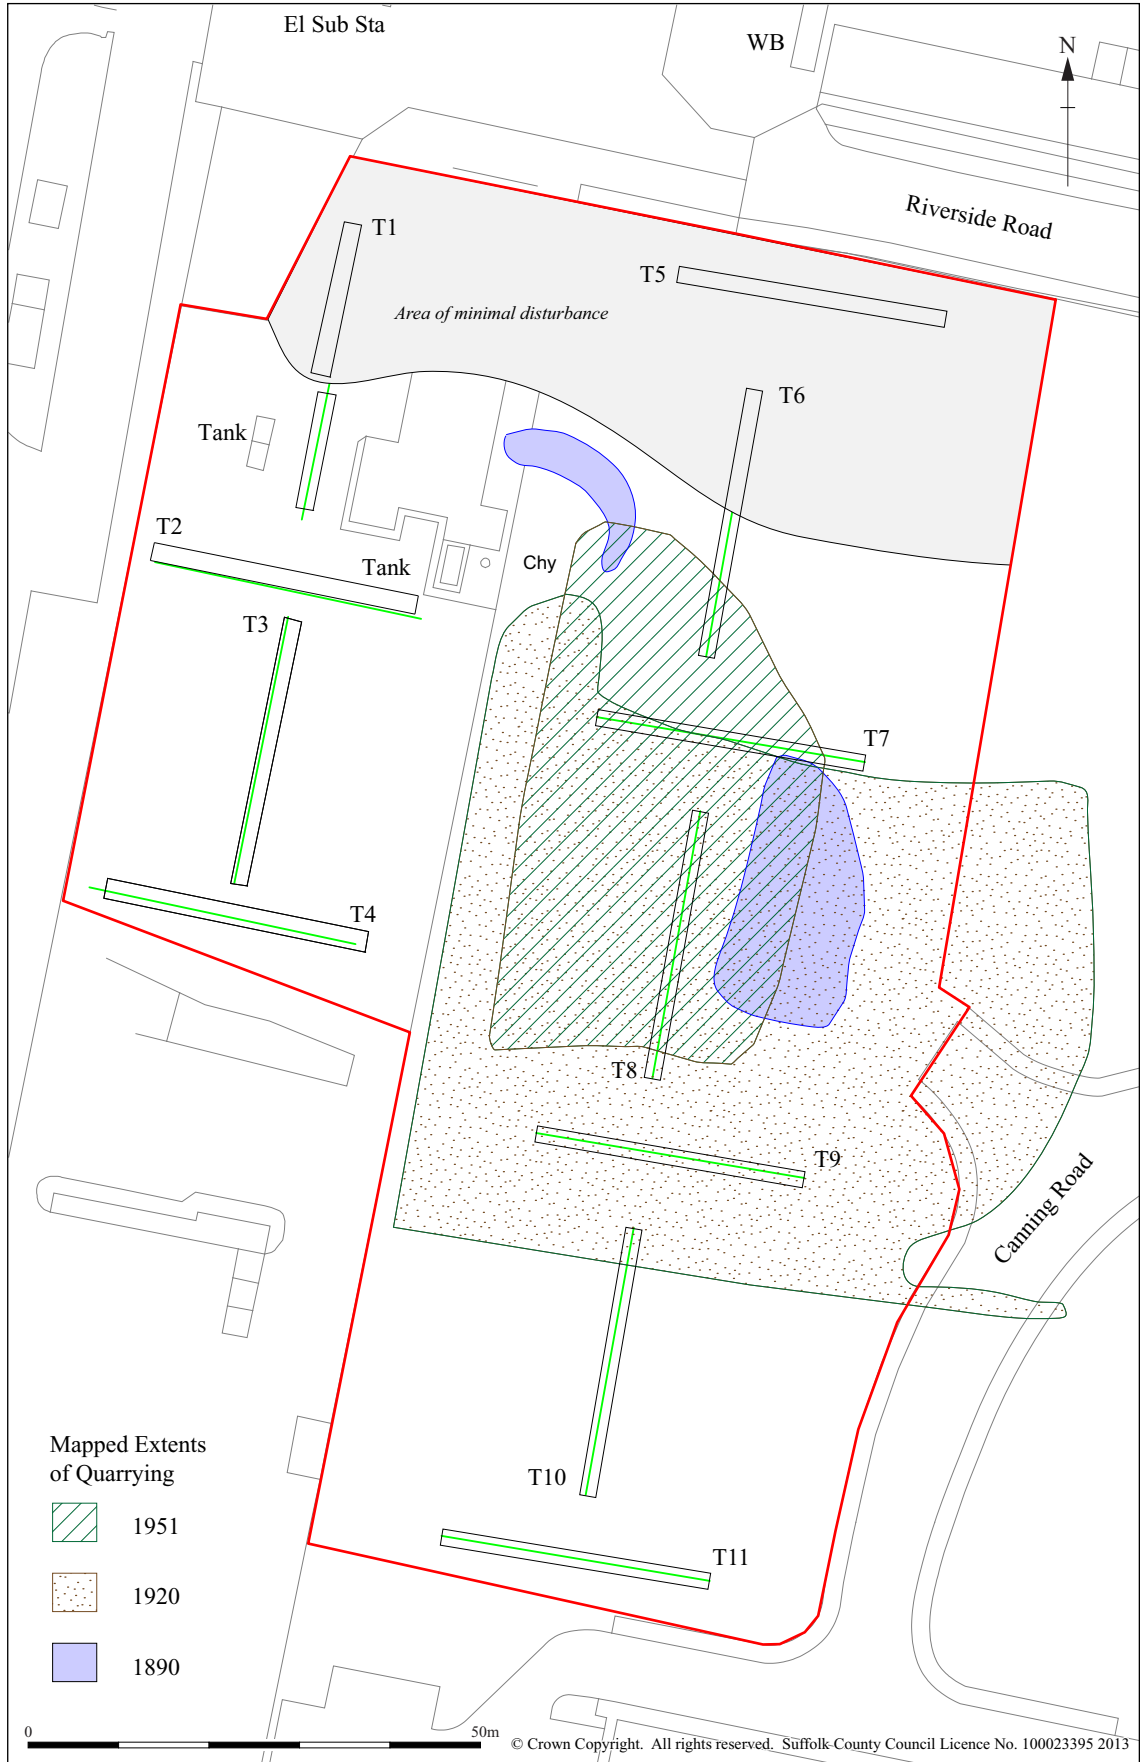 El Sub Sta
WB
N
Riverside Road
T1
T5
Area of minimal disturbance
T6
Tank
T2
Tank
Chy
T3
T7
T4
T8
T9
Canning Road
T10
T11
Mapped Extents
of Quarrying
1951
1920
1890
0
50m
© Crown Copyright. All rights reserved. Suffolk County Council Licence No. 100023395 2013